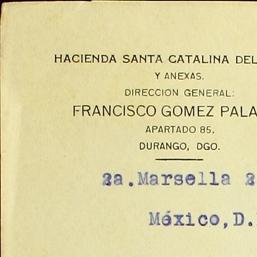 HACIENDA SANTA CATALINA DEL
Y ANEXAS.
DIRECCION GENERAL:
FRANCISCO GOMEZ PALA
APARTADO 85,
DURANGO, DGO.
2a. Marsella 2
México, D.